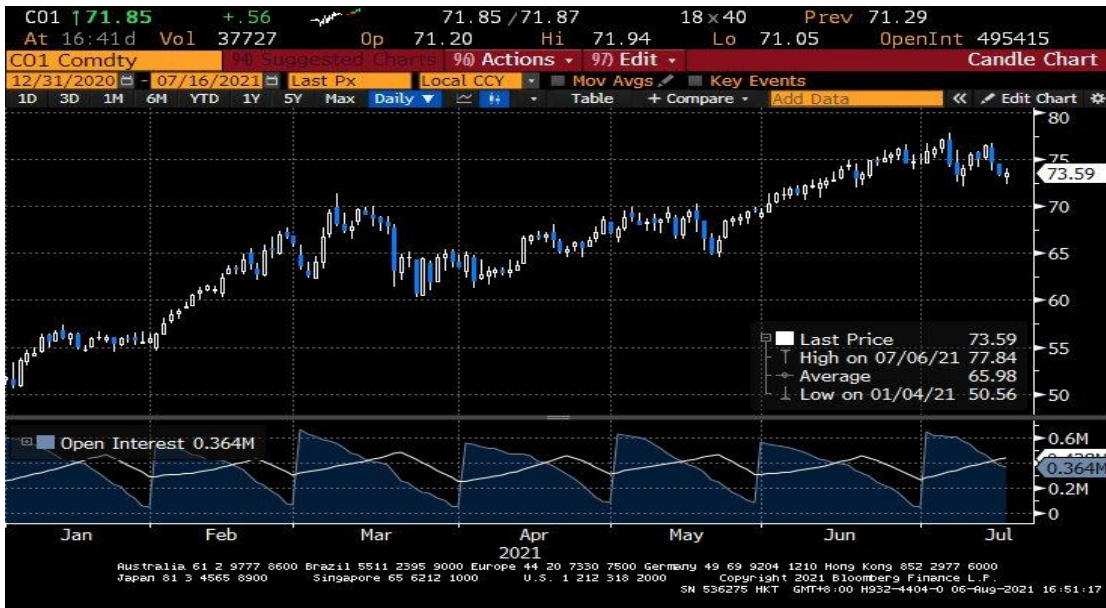 CO1 ↑71.85 +.56 71.85/71.87 18×40 Prev 71.29
At 16:41d Vol 37727 Op 71.20 Hi 71.94 Lo 71.05 OpenInt 495415
CO1 Comdty 94) Suggested Charts 96) Actions 97) Edit Candle Chart
12/31/2020 - 07/16/2021 Last Px Local CCY Mov Avgs Key Events
1D 3D 1M 6M YTD 1Y 5Y Max Daily ▼ Table + Compare Add Data « Edit Chart
80
75
73.59
70
65
60
55
50
Last Price 73.59
High on 07/06/21 77.84
Average 65.98
Low on 01/04/21 50.56
Open Interest 0.364M
0.6M
0.364M
0.2M
0
Jan Feb Mar Apr May Jun Jul
2021
Australia 61 2 9777 8600 Brazil 5511 2395 9000 Europe 44 20 7330 7500 Germany 49 69 9204 1210 Hong Kong 852 2977 6000
Japan 81 3 4565 8900 Singapore 65 6212 1000 U.S. 1 212 318 2000 Copyright 2021 Bloomberg Finance L.P.
SN 536275 HKT GMT+8:00 H932-4404-0 06-Aug-2021 16:51:17